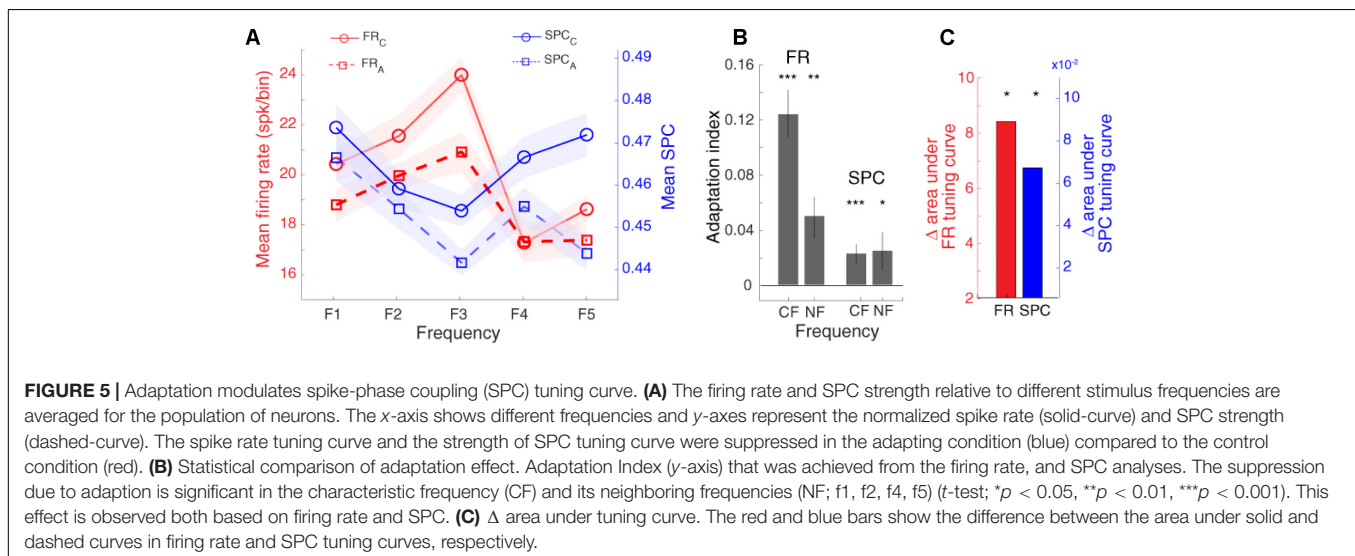 A
FR_C
FR_A
SPC_C
SPC_A
24
22
20
18
16
Mean firing rate (spk/bin)
0.49
0.48
0.47
0.46
0.45
0.44
Mean SPC
F1 F2 F3 F4 F5
Frequency
B
FR
*** **
SPC
*** *
0.16
0.12
0.08
0.04
0
Adaptation index
CF NF CF NF
Frequency
C
x10⁻²
* *
10
8
6
4
2
Δ area under
FR tuning curve
10
8
6
4
2
Δ area under
SPC tuning curve
FR SPC
FIGURE 5 | Adaptation modulates spike-phase coupling (SPC) tuning curve. (A) The firing rate and SPC strength relative to different stimulus frequencies are
averaged for the population of neurons. The x-axis shows different frequencies and y-axes represent the normalized spike rate (solid-curve) and SPC strength
(dashed-curve). The spike rate tuning curve and the strength of SPC tuning curve were suppressed in the adapting condition (blue) compared to the control
condition (red). (B) Statistical comparison of adaptation effect. Adaptation Index (y-axis) that was achieved from the firing rate, and SPC analyses. The suppression
due to adaption is significant in the characteristic frequency (CF) and its neighboring frequencies (NF; f1, f2, f4, f5) (t-test; *p < 0.05, **p < 0.01, ***p < 0.001). This
effect is observed both based on firing rate and SPC. (C) Δ area under tuning curve. The red and blue bars show the difference between the area under solid and
dashed curves in firing rate and SPC tuning curves, respectively.